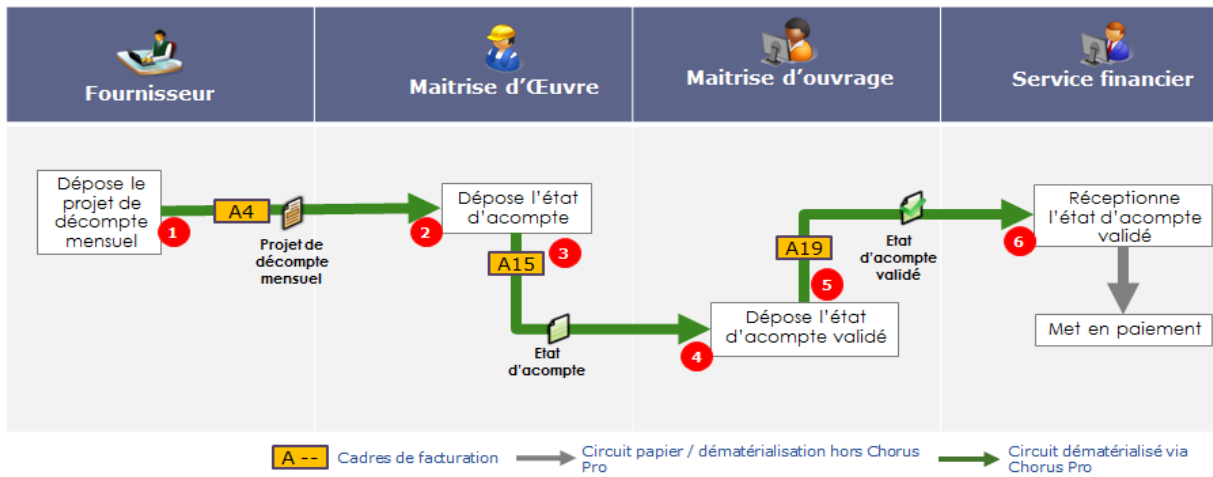 Fournisseur
Maitrise d'Œuvre
Maitrise d'ouvrage
Service financier
Dépose le
projet de
décompte
mensuel
1
A4
Projet de
décompte
mensuel
2
Dépose l'état
d'acompte
A15
3
Etat
d'acompte
4
Dépose l'état
d'acompte validé
5
A19
Etat
d'acompte
validé
6
Réceptionne
l'état d'acompte
validé
Met en paiement
A --
Cadres de facturation
Circuit papier / dématérialisation hors Chorus
Pro
Circuit dématérialisé via
Chorus Pro